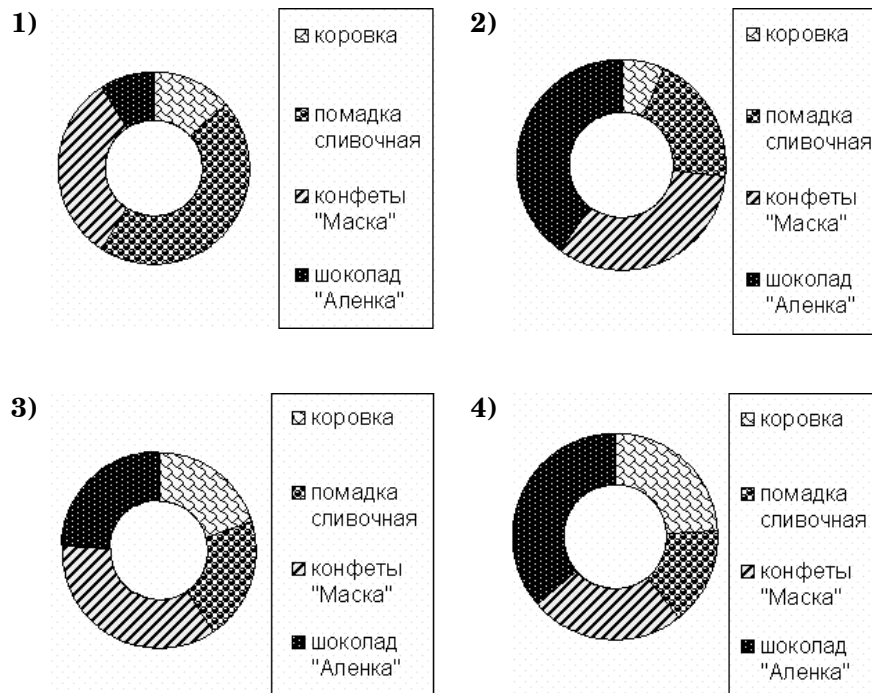 1)
коровка
помадка
сливочная
конфеты
"Маска"
шоколад
"Аленка"
2)
коровка
помадка
сливочная
конфеты
"Маска"
шоколад
"Аленка"
3)
коровка
помадка
сливочная
конфеты
"Маска"
шоколад
"Аленка"
4)
коровка
помадка
сливочная
конфеты
"Маска"
шоколад
"Аленка"